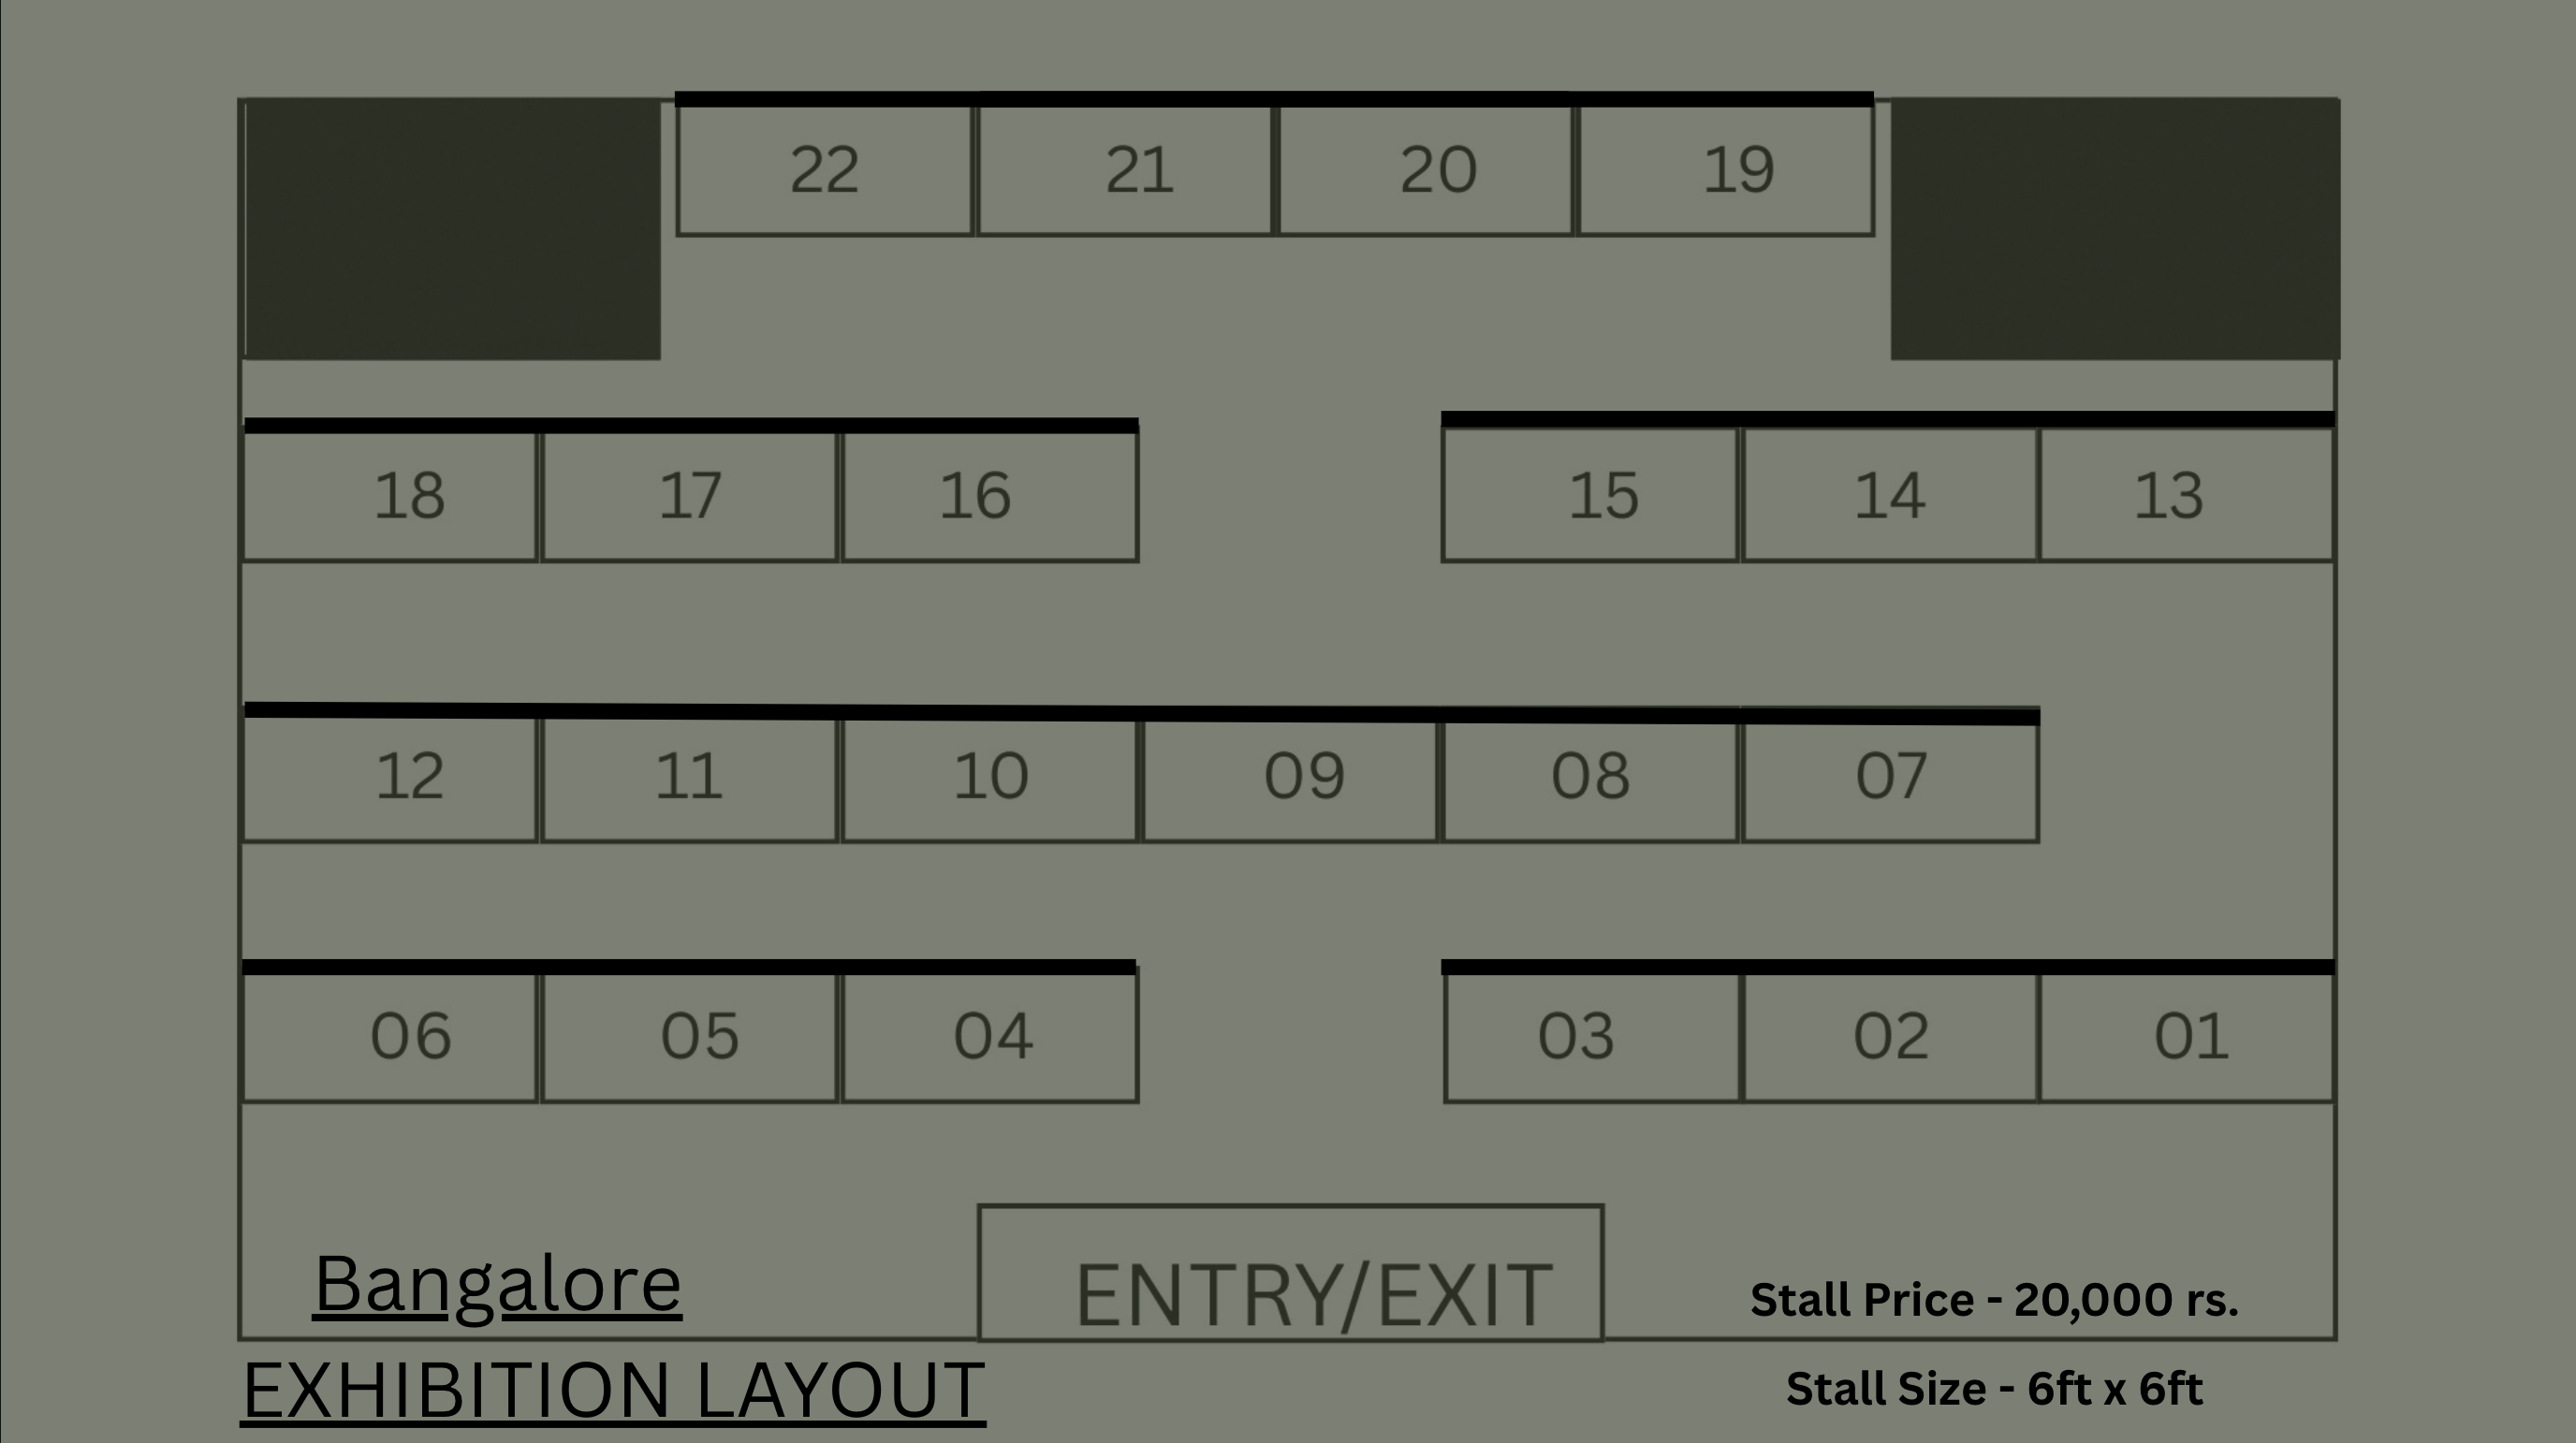 22 21 20 19
18 17 16 15 14 13
12 11 10 09 08 07
06 05 04 03 02 01
ENTRY/EXIT
Bangalore
EXHIBITION LAYOUT
Stall Price - 20,000 rs.
Stall Size - 6ft x 6ft